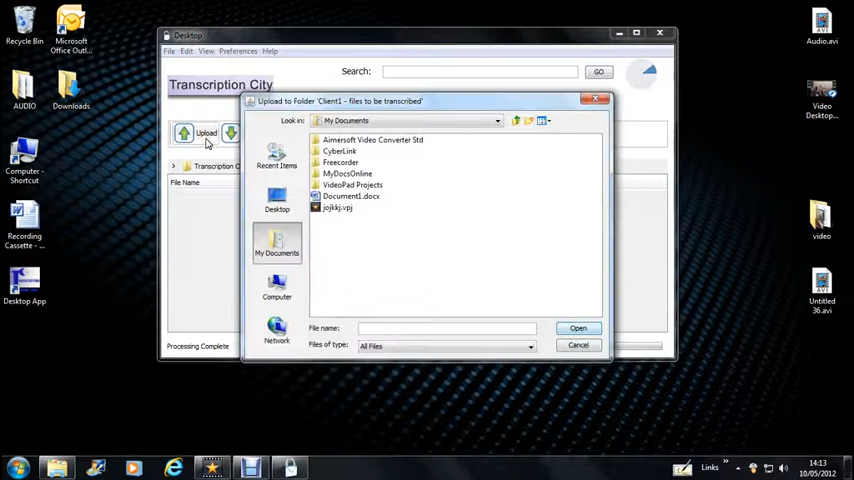 Recycle Bin
Microsoft
Office Outl...
AUDIO
Downloads
Computer -
Shortcut
Recording
Cassette -...
Desktop App
Desktop
File Edit View Preferences Help
Search:
GO
Transcription City
Upload
Transcription C
File Name
Processing Complete
Upload to Folder 'Client1 - files to be transcribed'
Look in:
My Documents
Recent Items
Desktop
My Documents
Computer
Network
Aimersoft Video Converter Std
CyberLink
Freecorder
MyDocsOnline
VideoPad Projects
Document1.docx
jojkkj.vpj
File name:
Open
Files of type:
All Files
Cancel
Audio.avi
Video
Desktop...
video
Untitled
36.avi
Links
14:13
10/05/2012